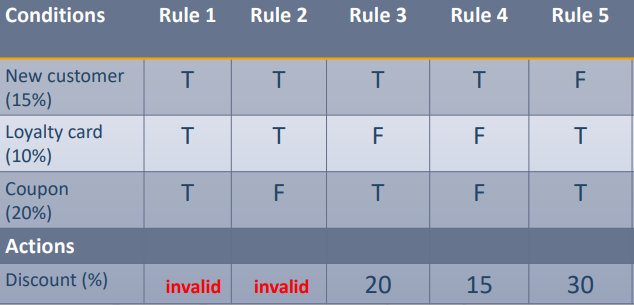 Conditions Rule 1 Rule 2 Rule 3 Rule 4 Rule 5
New customer
(15%) T T T T F
Loyalty card
(10%) T T F F T
Coupon
(20%) T F T F T
Actions
Discount (%) invalid invalid 20 15 30